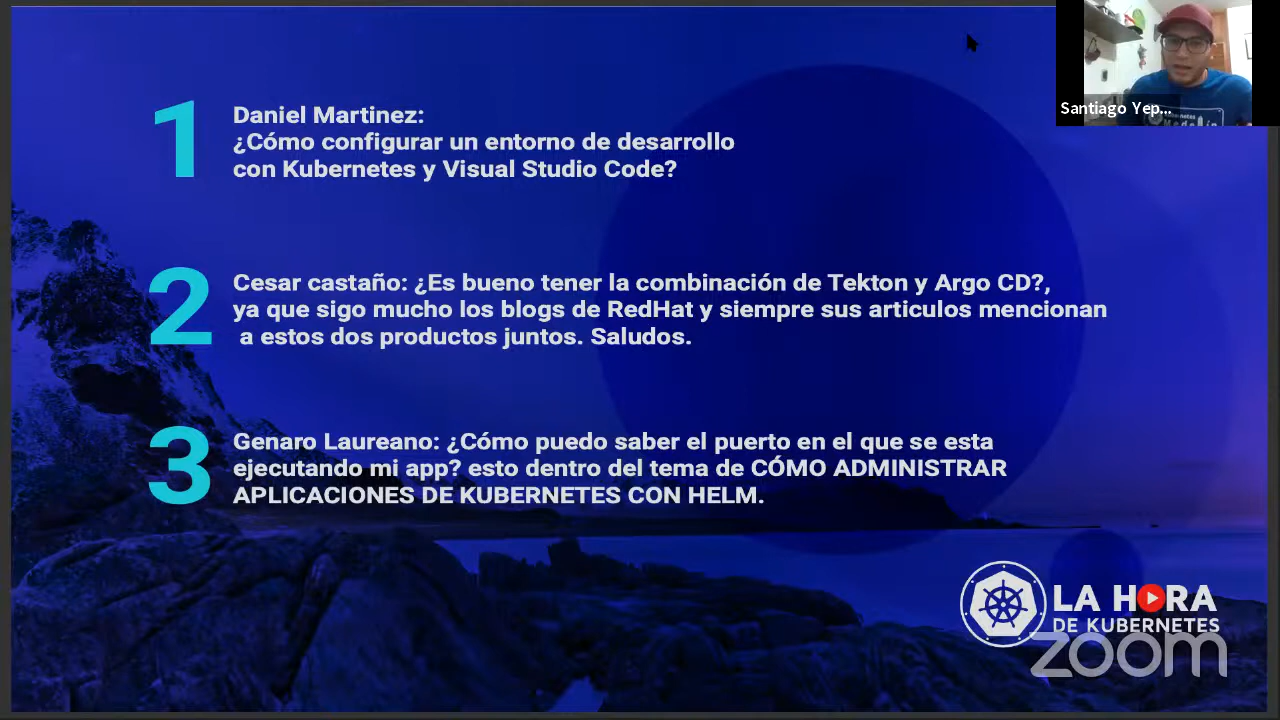 Santiago Yep...
1
Daniel Martinez:
¿Cómo configurar un entorno de desarrollo
con Kubernetes y Visual Studio Code?
2
Cesar castaño: ¿Es bueno tener la combinación de Tekton y Argo CD?,
ya que sigo mucho los blogs de RedHat y siempre sus articulos mencionan
a estos dos productos juntos. Saludos.
3
Genaro Laureano: ¿Cómo puedo saber el puerto en el que se esta
ejecutando mi app? esto dentro del tema de CÓMO ADMINISTRAR
APLICACIONES DE KUBERNETES CON HELM.
LA HORA
DE KUBERNETES
zoom